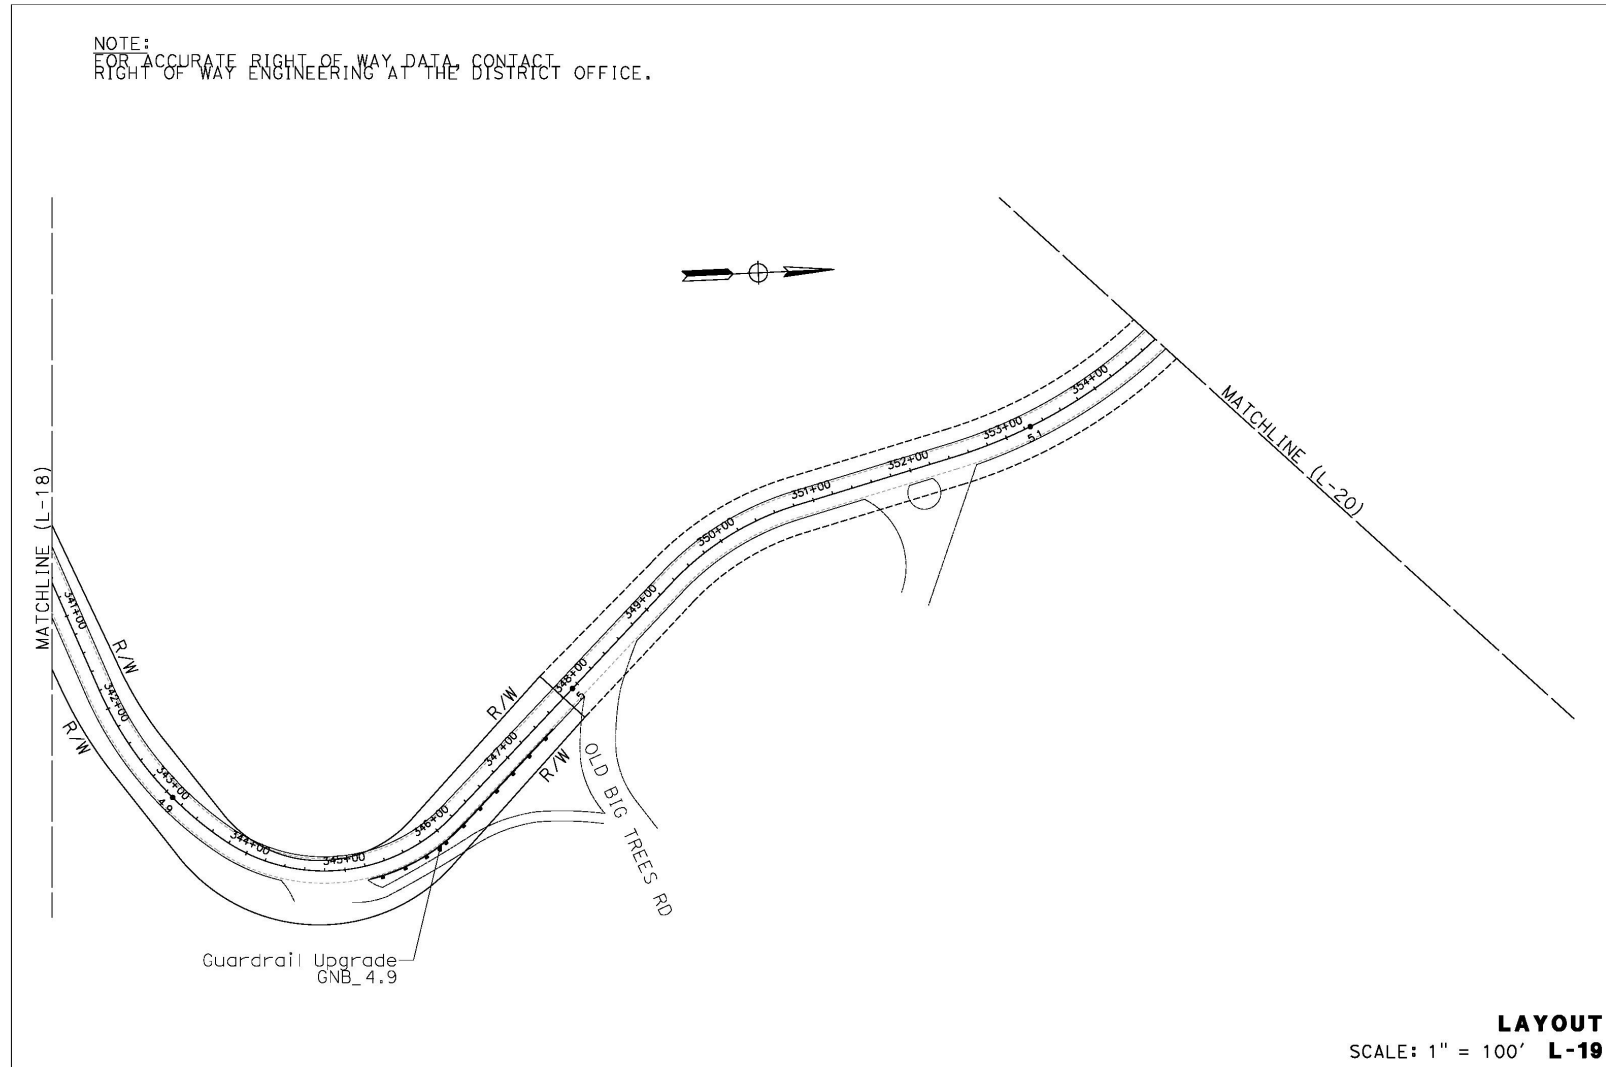 NOTE:
FOR ACCURATE RIGHT OF WAY DATA, CONTACT
RIGHT OF WAY ENGINEERING AT THE DISTRICT OFFICE.
MATCHLINE (L-18)
MATCHLINE (L-20)
R/W
R/W
R/W
R/W
341+00
342+00
343+00
4.9
344+00
345+00
346+00
347+00
348+00
5
349+00
350+00
351+00
352+00
353+00
5.1
354+00
OLD BIG TREES RD
Guardrail Upgrade
GNB_4.9
LAYOUT
SCALE: 1" = 100' L-19